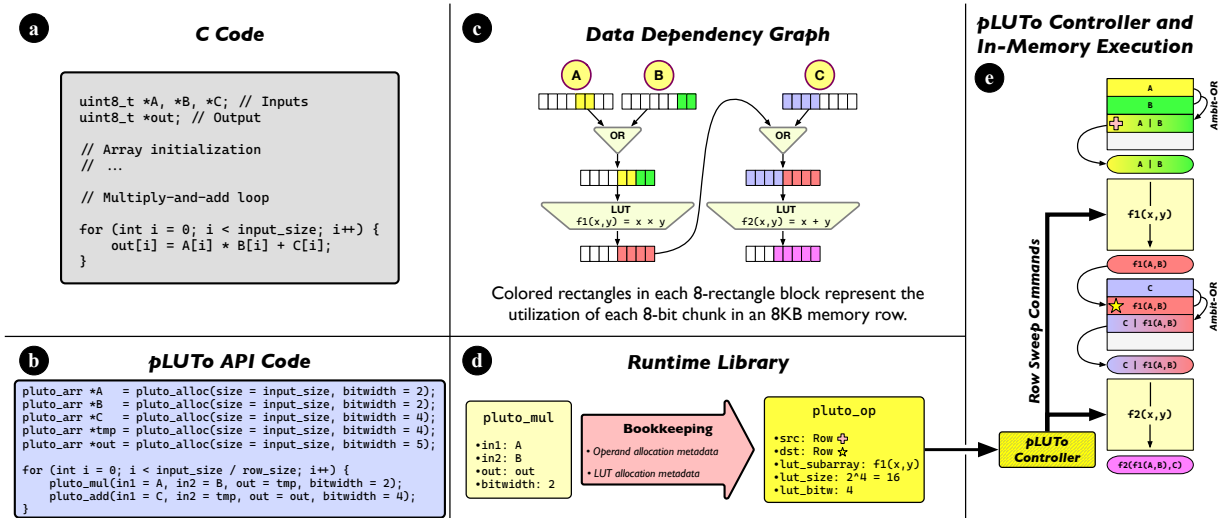 a
C Code
uint8_t *A, *B, *C; // Inputs
uint8_t *out; // Output
// Array initialization
// ...
// Multiply-and-add loop
for (int i = 0; i < input_size; i++) {
    out[i] = A[i] * B[i] + C[i];
}
b
pLUTo API Code
pluto_arr *A   = pluto_alloc(size = input_size, bitwidth = 2);
pluto_arr *B   = pluto_alloc(size = input_size, bitwidth = 2);
pluto_arr *C   = pluto_alloc(size = input_size, bitwidth = 4);
pluto_arr *tmp = pluto_alloc(size = input_size, bitwidth = 4);
pluto_arr *out = pluto_alloc(size = input_size, bitwidth = 5);
for (int i = 0; i < input_size / row_size; i++) {
    pluto_mul(in1 = A, in2 = B, out = tmp, bitwidth = 2);
    pluto_add(in1 = C, in2 = tmp, out = out, bitwidth = 4);
}
c
Data Dependency Graph
A
B
C
OR
OR
LUT
f1(x,y) = x × y
LUT
f2(x,y) = x + y
Colored rectangles in each 8-rectangle block represent the
utilization of each 8-bit chunk in an 8KB memory row.
d
Runtime Library
pluto_mul
•in1: A
•in2: B
•out: out
•bitwidth: 2
Bookkeeping
• Operand allocation metadata
• LUT allocation metadata
pluto_op
•src: Row
•dst: Row
•lut_subarray: f1(x,y)
•lut_size: 2^4 = 16
•lut_bitw: 4
pLUTo Controller and
In-Memory Execution
e
A
B
A | B
Ambit-OR
A | B
f1(x,y)
f1(A,B)
C
f1(A,B)
C | f1(A,B)
Ambit-OR
C | f1(A,B)
f2(x,y)
f2(f1(A,B),C)
Row Sweep Commands
pLUTo
Controller